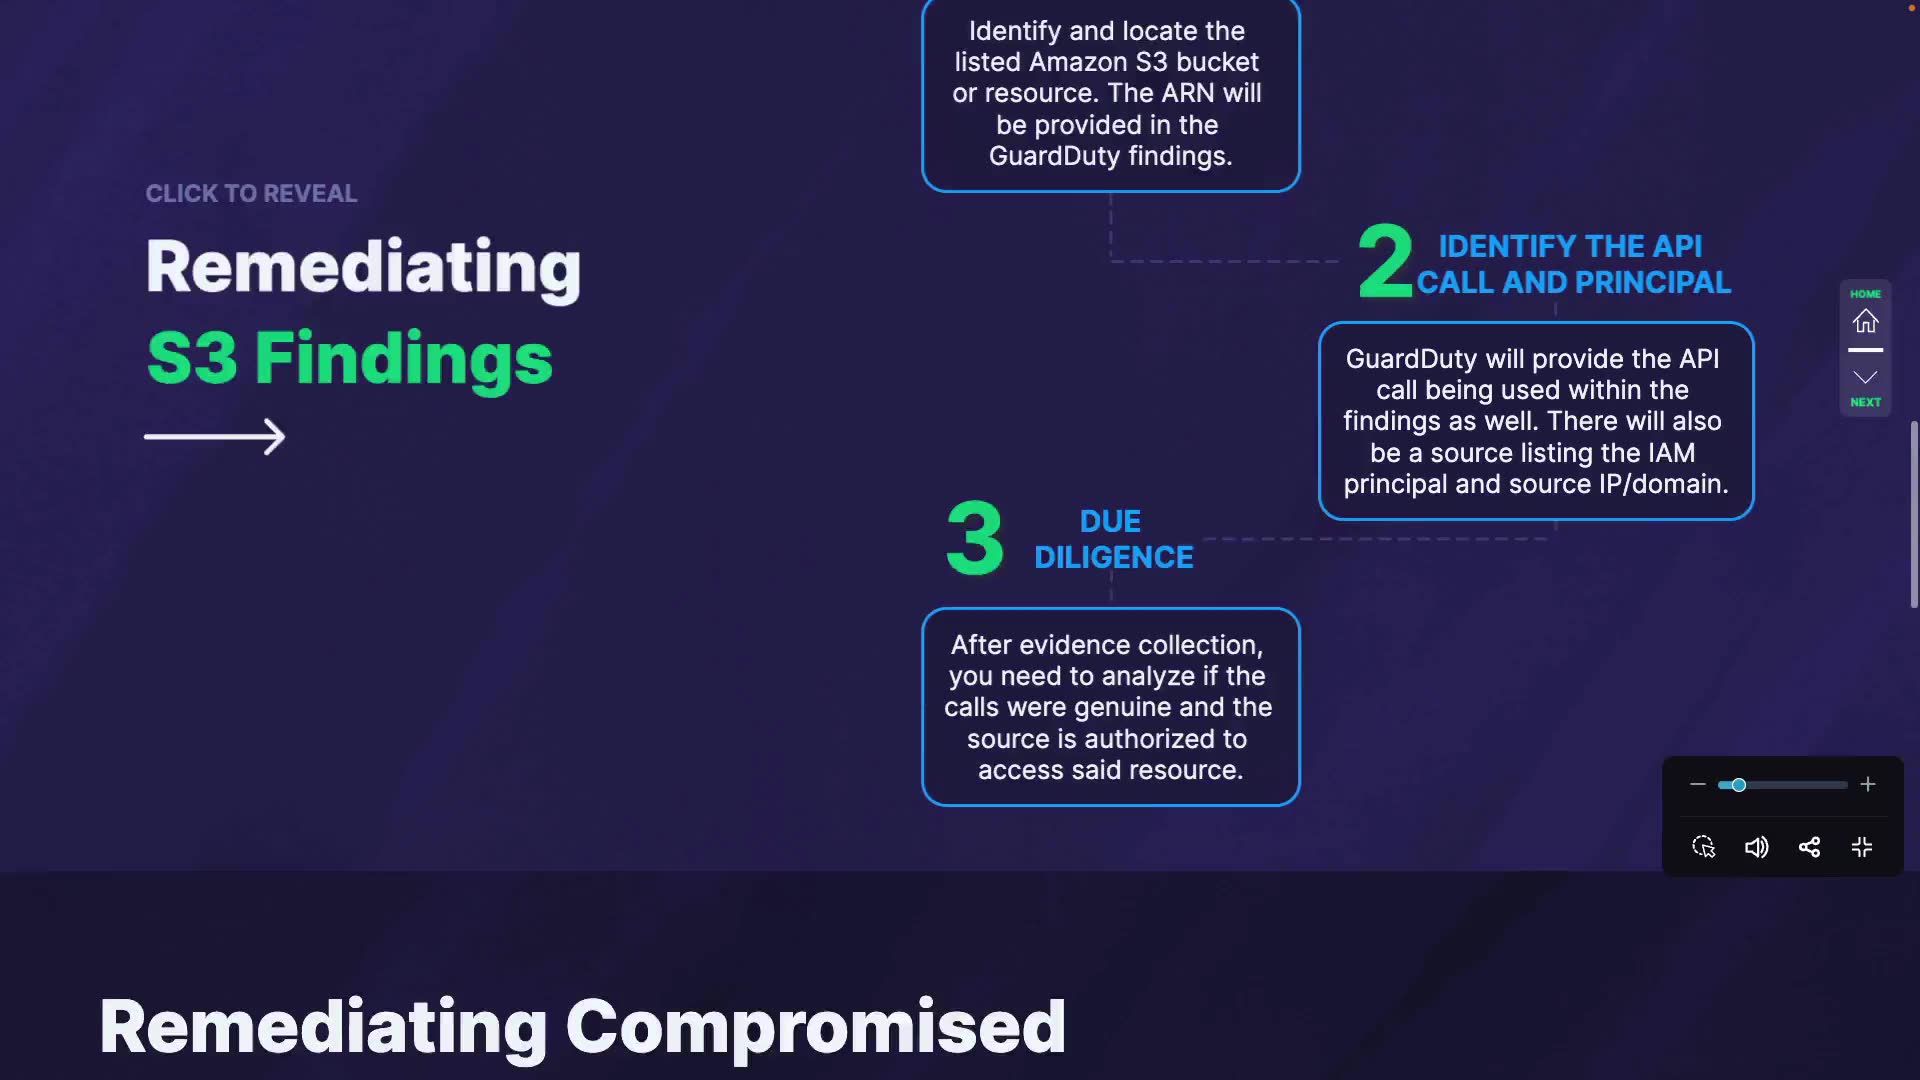 Identify and locate the
listed Amazon S3 bucket
or resource. The ARN will
be provided in the
GuardDuty findings.
CLICK TO REVEAL
Remediating
S3 Findings
2
IDENTIFY THE API
CALL AND PRINCIPAL
HOME
NEXT
GuardDuty will provide the API
call being used within the
findings as well. There will also
be a source listing the IAM
principal and source IP/domain.
3
DUE
DILIGENCE
After evidence collection,
you need to analyze if the
calls were genuine and the
source is authorized to
access said resource.
Remediating Compromised